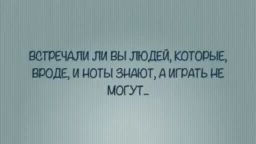 ВСТРЕЧАЛИ ЛИ ВЫ ЛЮДЕЙ, КОТОРЫЕ,
ВРОДЕ, И НОТЫ ЗНАЮТ, А ИГРАТЬ НЕ
МОГУТ...